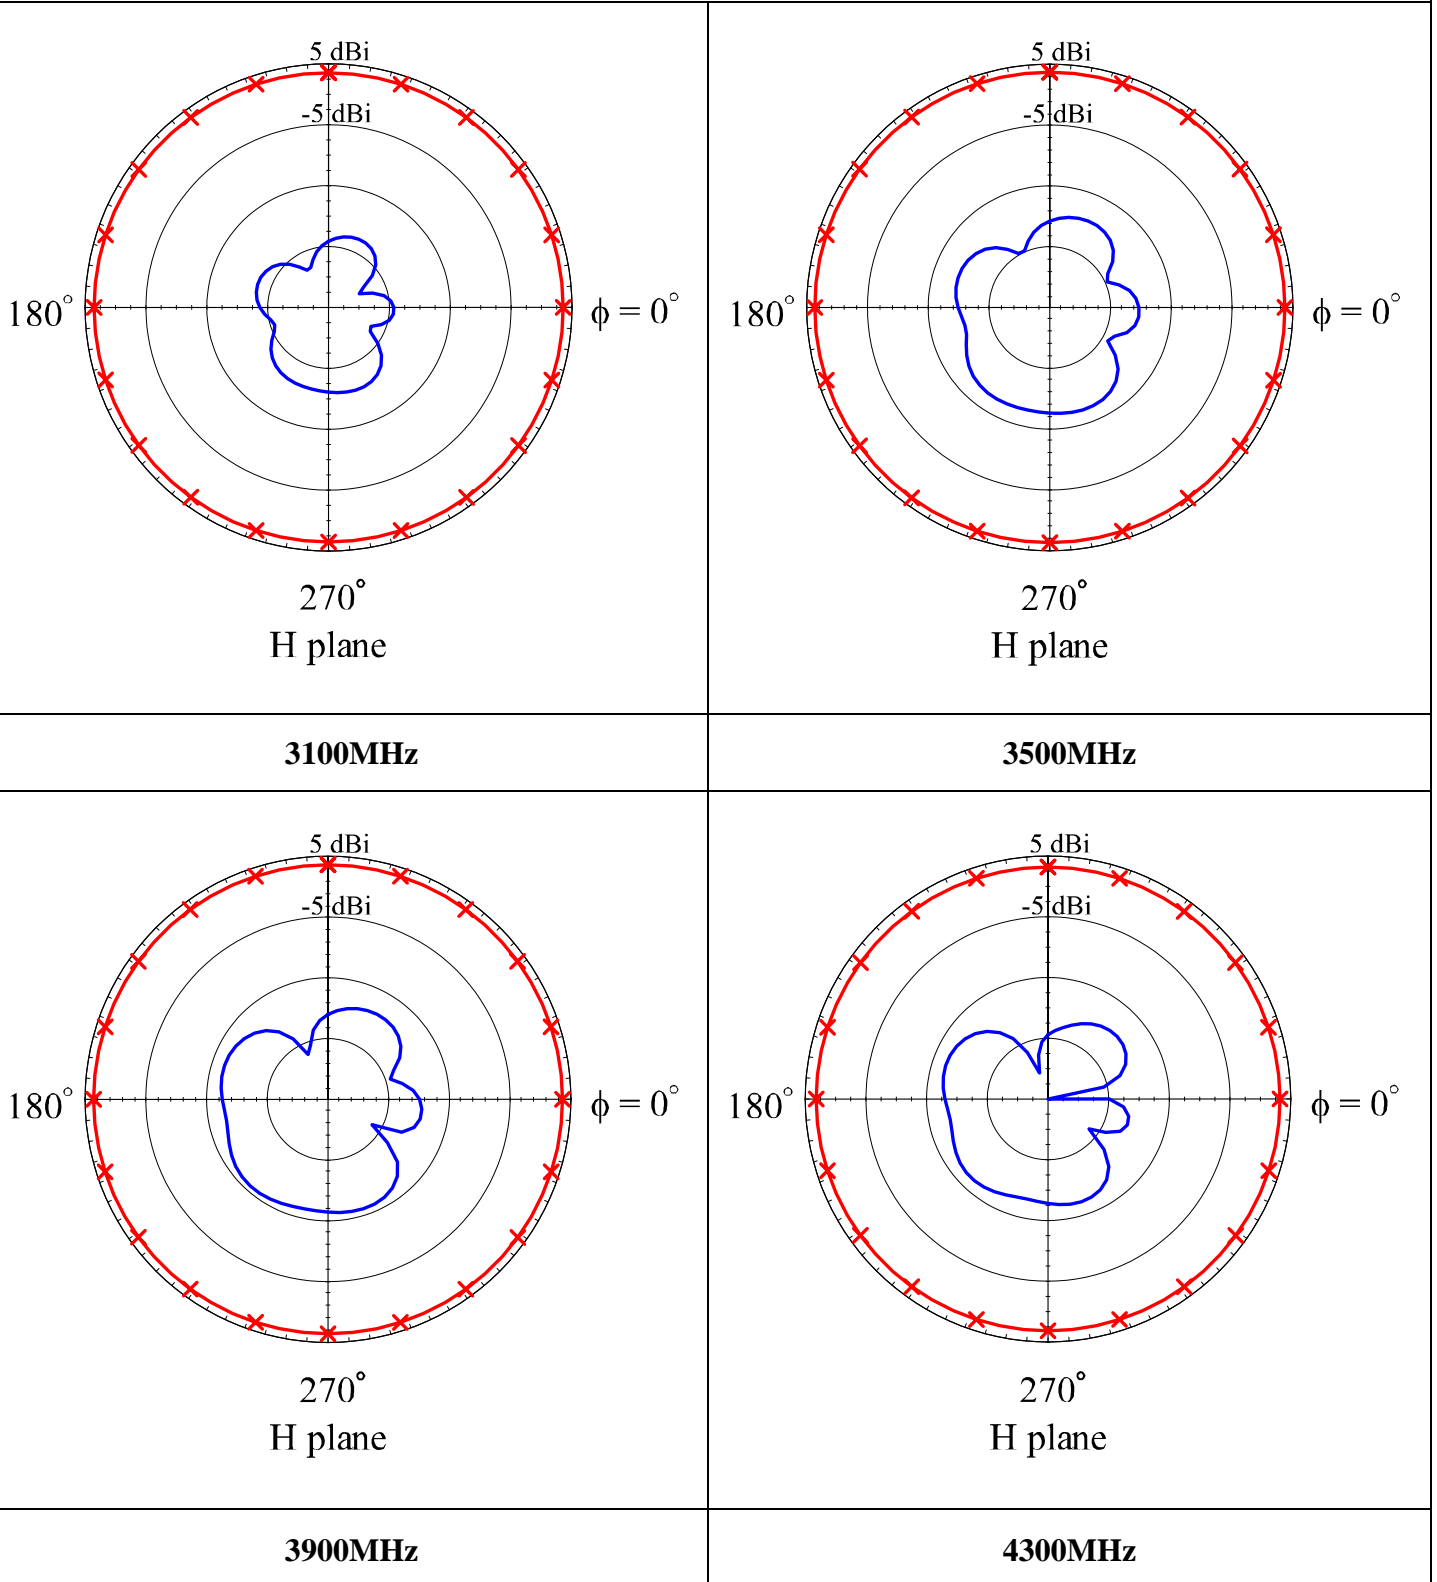 5 dBi
-5 dBi
180°
ϕ = 0°
270°
H plane
5 dBi
-5 dBi
180°
ϕ = 0°
270°
H plane
3100MHz
3500MHz
5 dBi
-5 dBi
180°
ϕ = 0°
270°
H plane
5 dBi
-5 dBi
180°
ϕ = 0°
270°
H plane
3900MHz
4300MHz